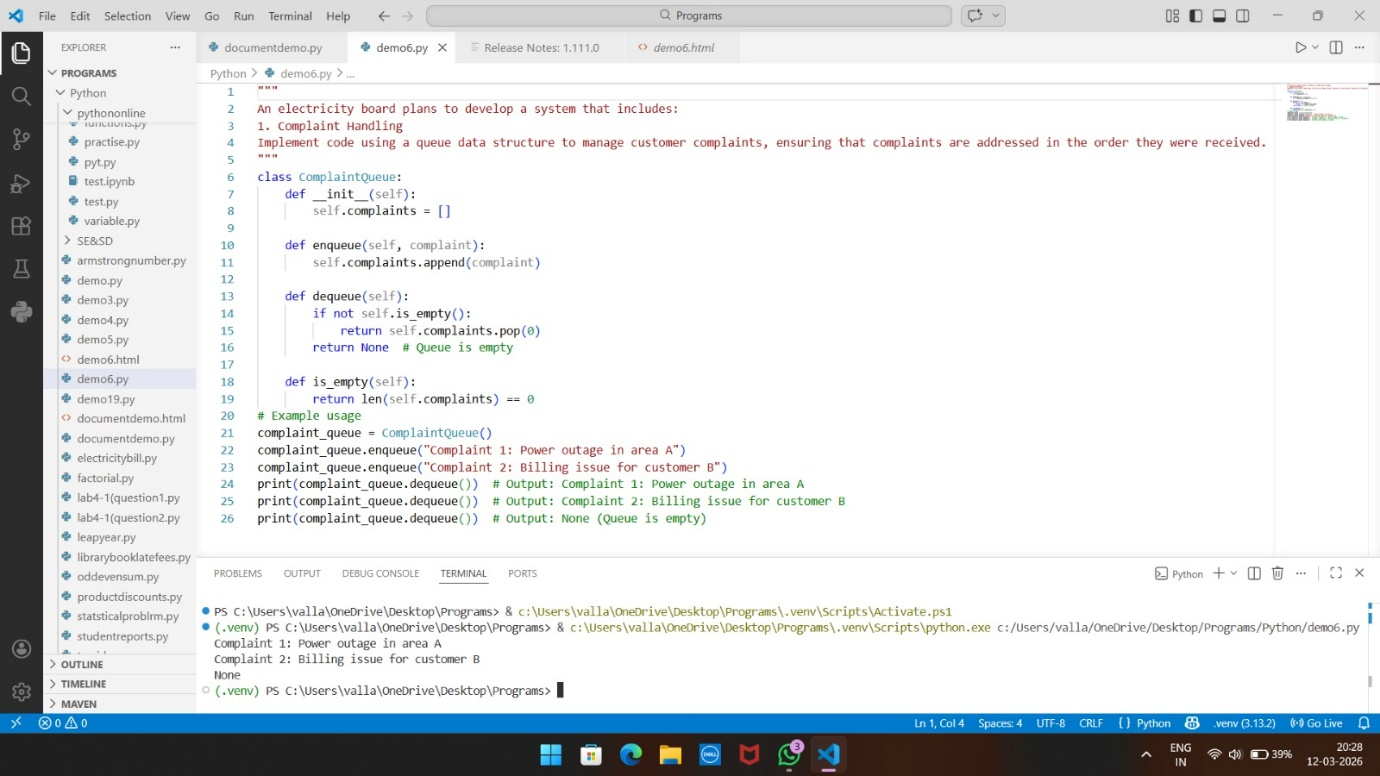 File Edit Selection View Go Run Terminal Help
Programs
EXPLORER
documentdemo.py
demo6.py
Release Notes: 1.111.0
demo6.html
PROGRAMS
Python
pythononline
functions.py
practise.py
pyt.py
test.ipynb
test.py
variable.py
SE&SD
armstrongnumber.py
demo.py
demo3.py
demo4.py
demo5.py
demo6.html
demo6.py
demo19.py
documentdemo.html
documentdemo.py
electricitybill.py
factorial.py
lab4-1(question1.py
lab4-1(question2.py
leapyear.py
librarybooklatefees.py
oddevensum.py
productdiscounts.py
statsticalproblrm.py
studentreports.py
OUTLINE
TIMELINE
MAVEN
Python > demo6.py > ...
1 """
2 An electricity board plans to develop a system that includes:
3 1. Complaint Handling
4 Implement code using a queue data structure to manage customer complaints, ensuring that complaints are addressed in the order they were received.
5 """
6 class ComplaintQueue:
7     def __init__(self):
8         self.complaints = []
9
10     def enqueue(self, complaint):
11         self.complaints.append(complaint)
12
13     def dequeue(self):
14         if not self.is_empty():
15             return self.complaints.pop(0)
16         return None  # Queue is empty
17
18     def is_empty(self):
19         return len(self.complaints) == 0
20 # Example usage
21 complaint_queue = ComplaintQueue()
22 complaint_queue.enqueue("Complaint 1: Power outage in area A")
23 complaint_queue.enqueue("Complaint 2: Billing issue for customer B")
24 print(complaint_queue.dequeue())  # Output: Complaint 1: Power outage in area A
25 print(complaint_queue.dequeue())  # Output: Complaint 2: Billing issue for customer B
26 print(complaint_queue.dequeue())  # Output: None (Queue is empty)
PROBLEMS OUTPUT DEBUG CONSOLE TERMINAL PORTS
Python
PS C:\Users\valla\OneDrive\Desktop\Programs> & c:\Users\valla\OneDrive\Desktop\Programs\.venv\Scripts\Activate.ps1
(.venv) PS C:\Users\valla\OneDrive\Desktop\Programs> & c:\Users\valla\OneDrive\Desktop\Programs\.venv\Scripts\python.exe c:/Users/valla/OneDrive/Desktop/Programs/Python/demo6.py
Complaint 1: Power outage in area A
Complaint 2: Billing issue for customer B
None
(.venv) PS C:\Users\valla\OneDrive\Desktop\Programs>
0 0
Ln 1, Col 4 Spaces: 4 UTF-8 CRLF { } Python .venv (3.13.2) Go Live
DELL
3
ENG
IN
39%
20:28
12-03-2026